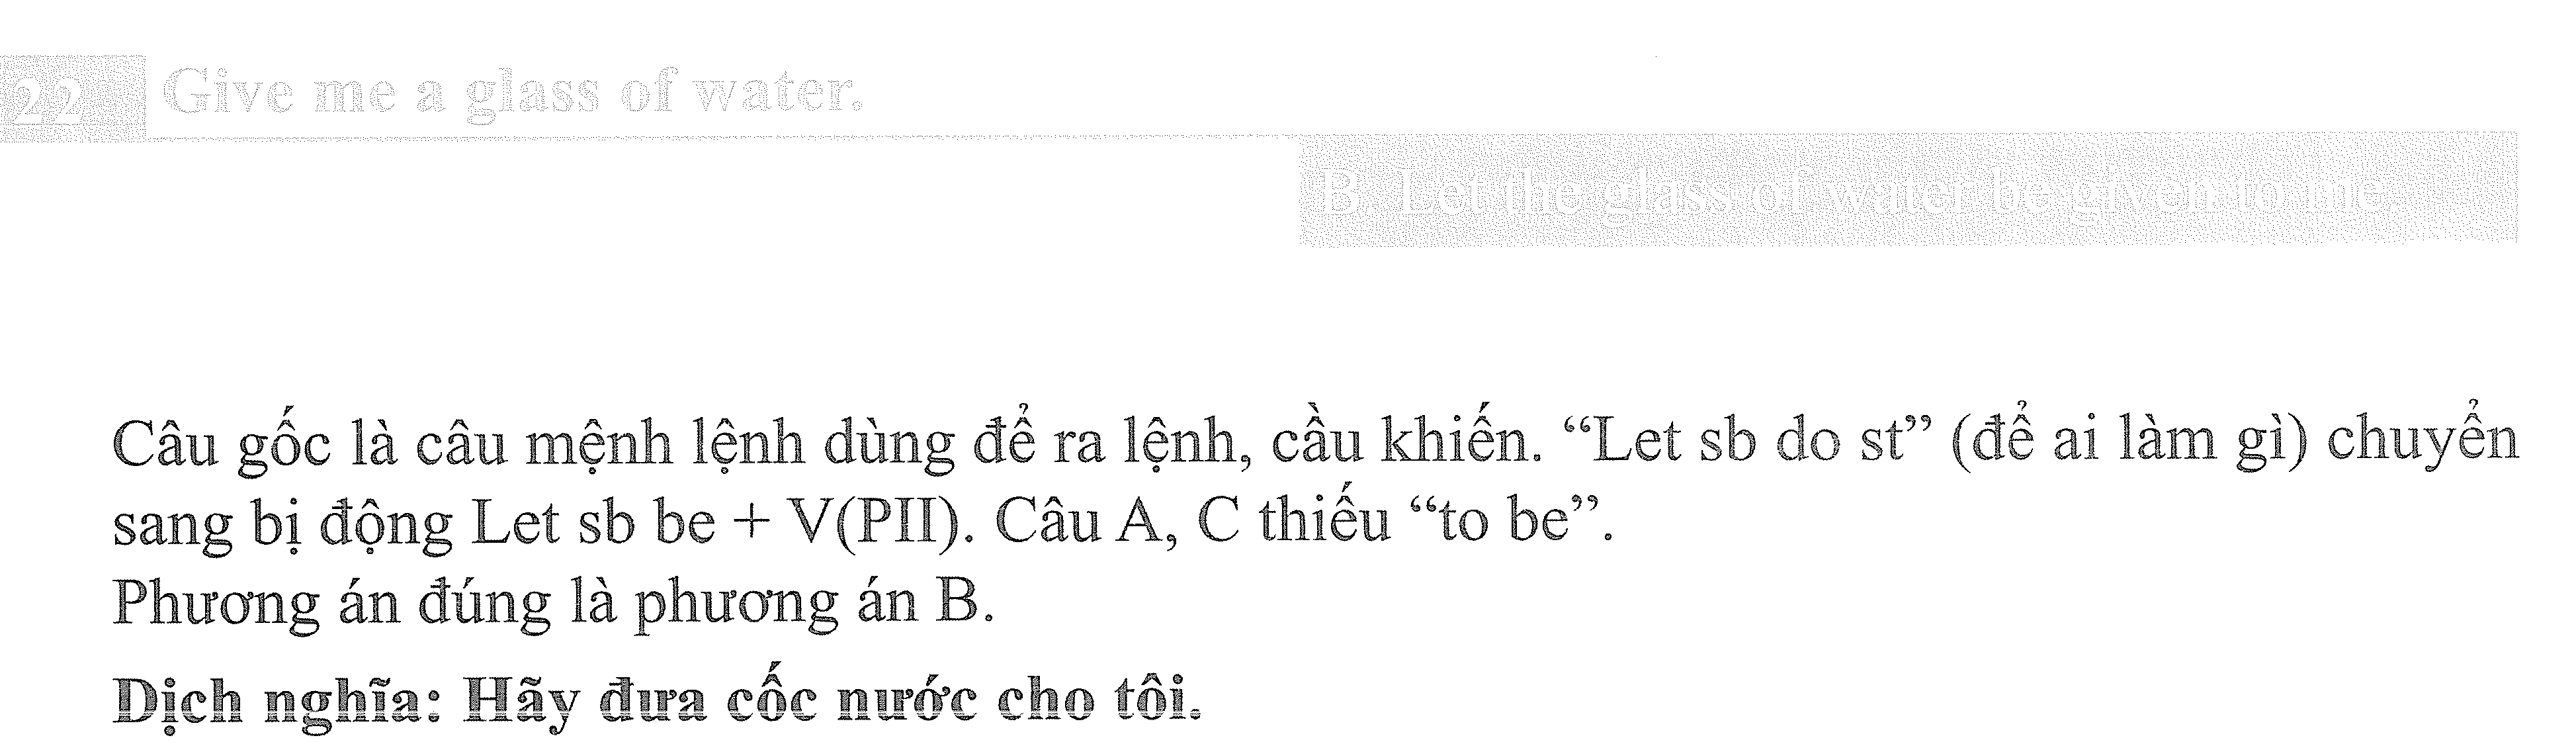 22 Give me a glass of water.
B. Let the glass of water be given to me.
Câu gốc là câu mệnh lệnh dùng để ra lệnh, cầu khiến. “Let sb do st” (để ai làm gì) chuyển
sang bị động Let sb be + V(PII). Câu A, C thiếu “to be”.
Phương án đúng là phương án B.
Dịch nghĩa: Hãy đưa cốc nước cho tôi.